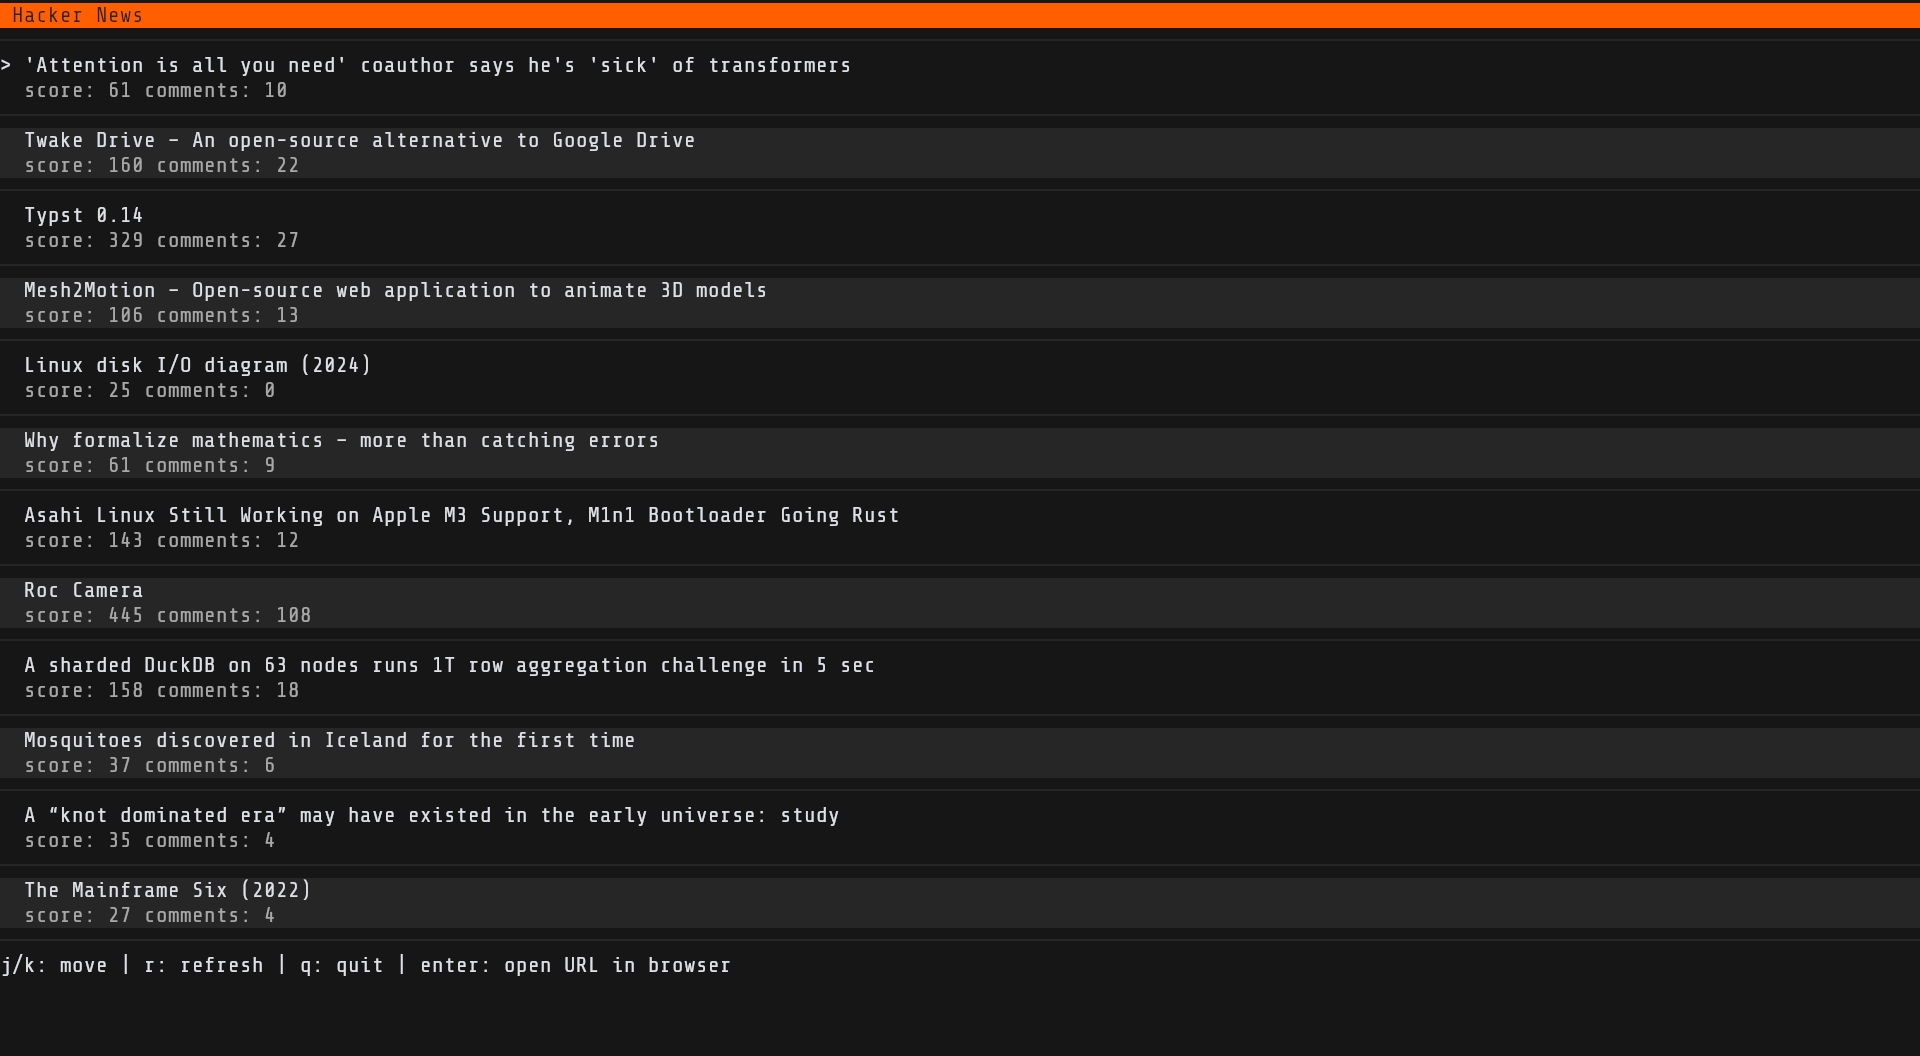 Hacker News
> 'Attention is all you need' coauthor says he's 'sick' of transformers
score: 61 comments: 10
Twake Drive – An open-source alternative to Google Drive
score: 160 comments: 22
Typst 0.14
score: 329 comments: 27
Mesh2Motion – Open-source web application to animate 3D models
score: 106 comments: 13
Linux disk I/O diagram (2024)
score: 25 comments: 0
Why formalize mathematics – more than catching errors
score: 61 comments: 9
Asahi Linux Still Working on Apple M3 Support, M1n1 Bootloader Going Rust
score: 143 comments: 12
Roc Camera
score: 445 comments: 108
A sharded DuckDB on 63 nodes runs 1T row aggregation challenge in 5 sec
score: 158 comments: 18
Mosquitoes discovered in Iceland for the first time
score: 37 comments: 6
A “knot dominated era” may have existed in the early universe: study
score: 35 comments: 4
The Mainframe Six (2022)
score: 27 comments: 4
j/k: move | r: refresh | q: quit | enter: open URL in browser